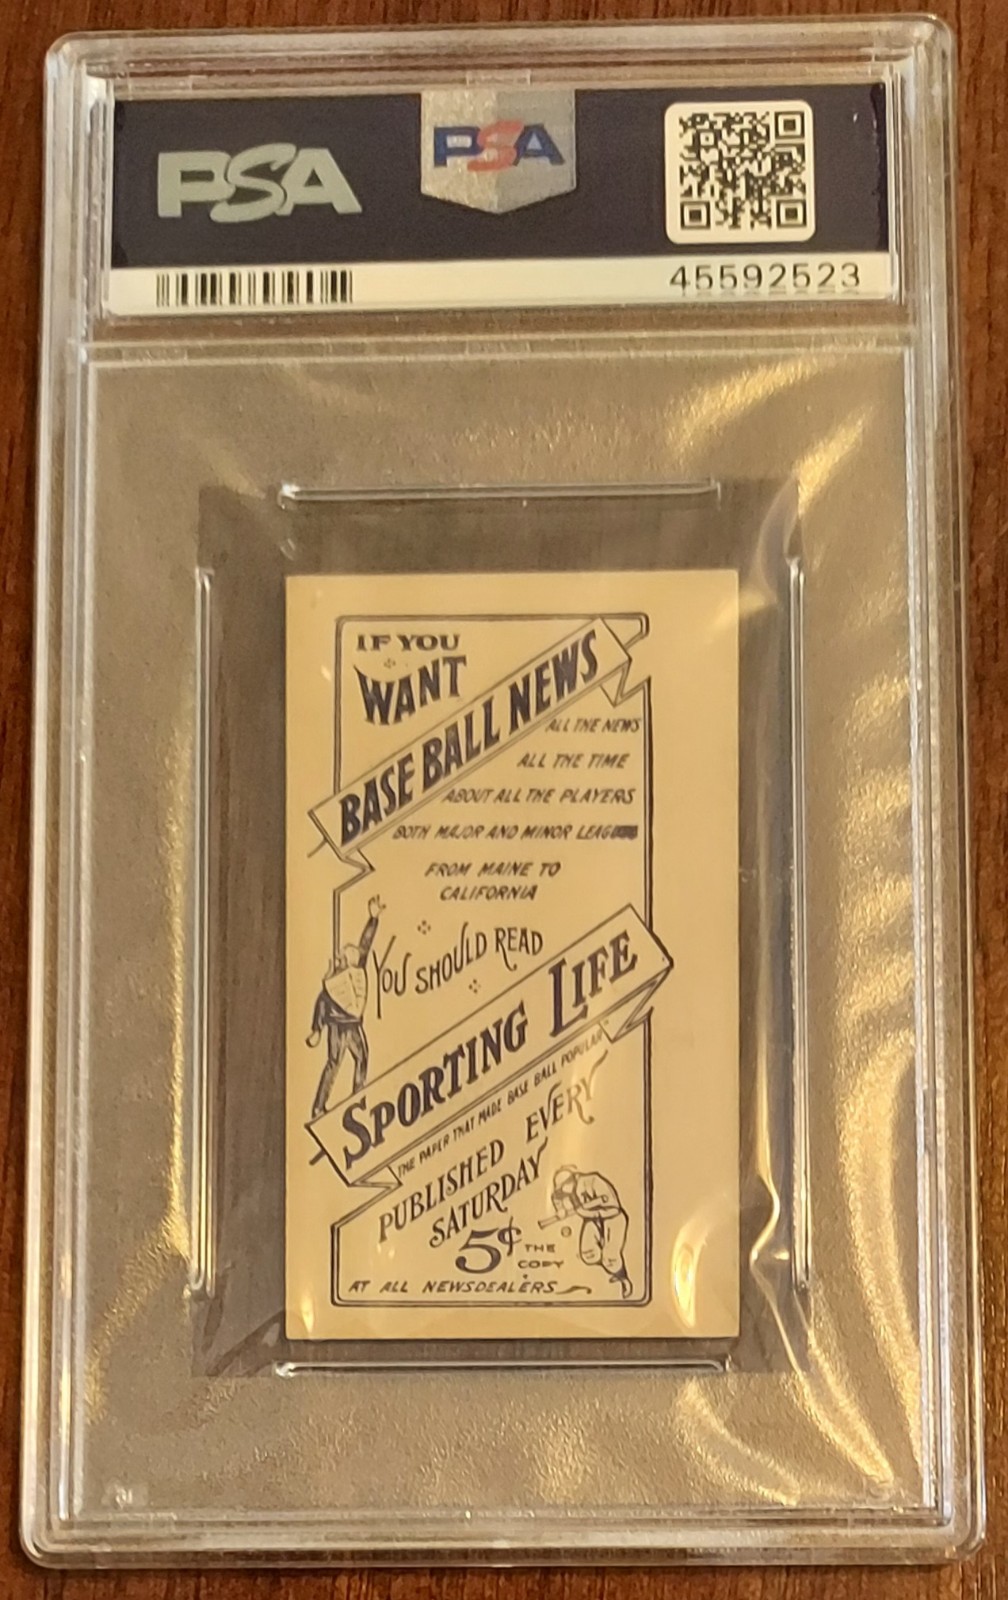 PSA
PSA
45592523
IF YOU
WANT
BASE BALL NEWS
ALL THE NEWS
ALL THE TIME
ABOUT ALL THE PLAYERS
BOTH MAJOR AND MINOR
FROM MAINE TO
CALIFORNIA
YOU SHOULD READ
SPORTING LIFE
THE PAPER THAT MADE BASE BALL POPULAR
PUBLISHED EVERY
SATURDAY
5¢ THE
COPY
AT ALL NEWSDEALERS